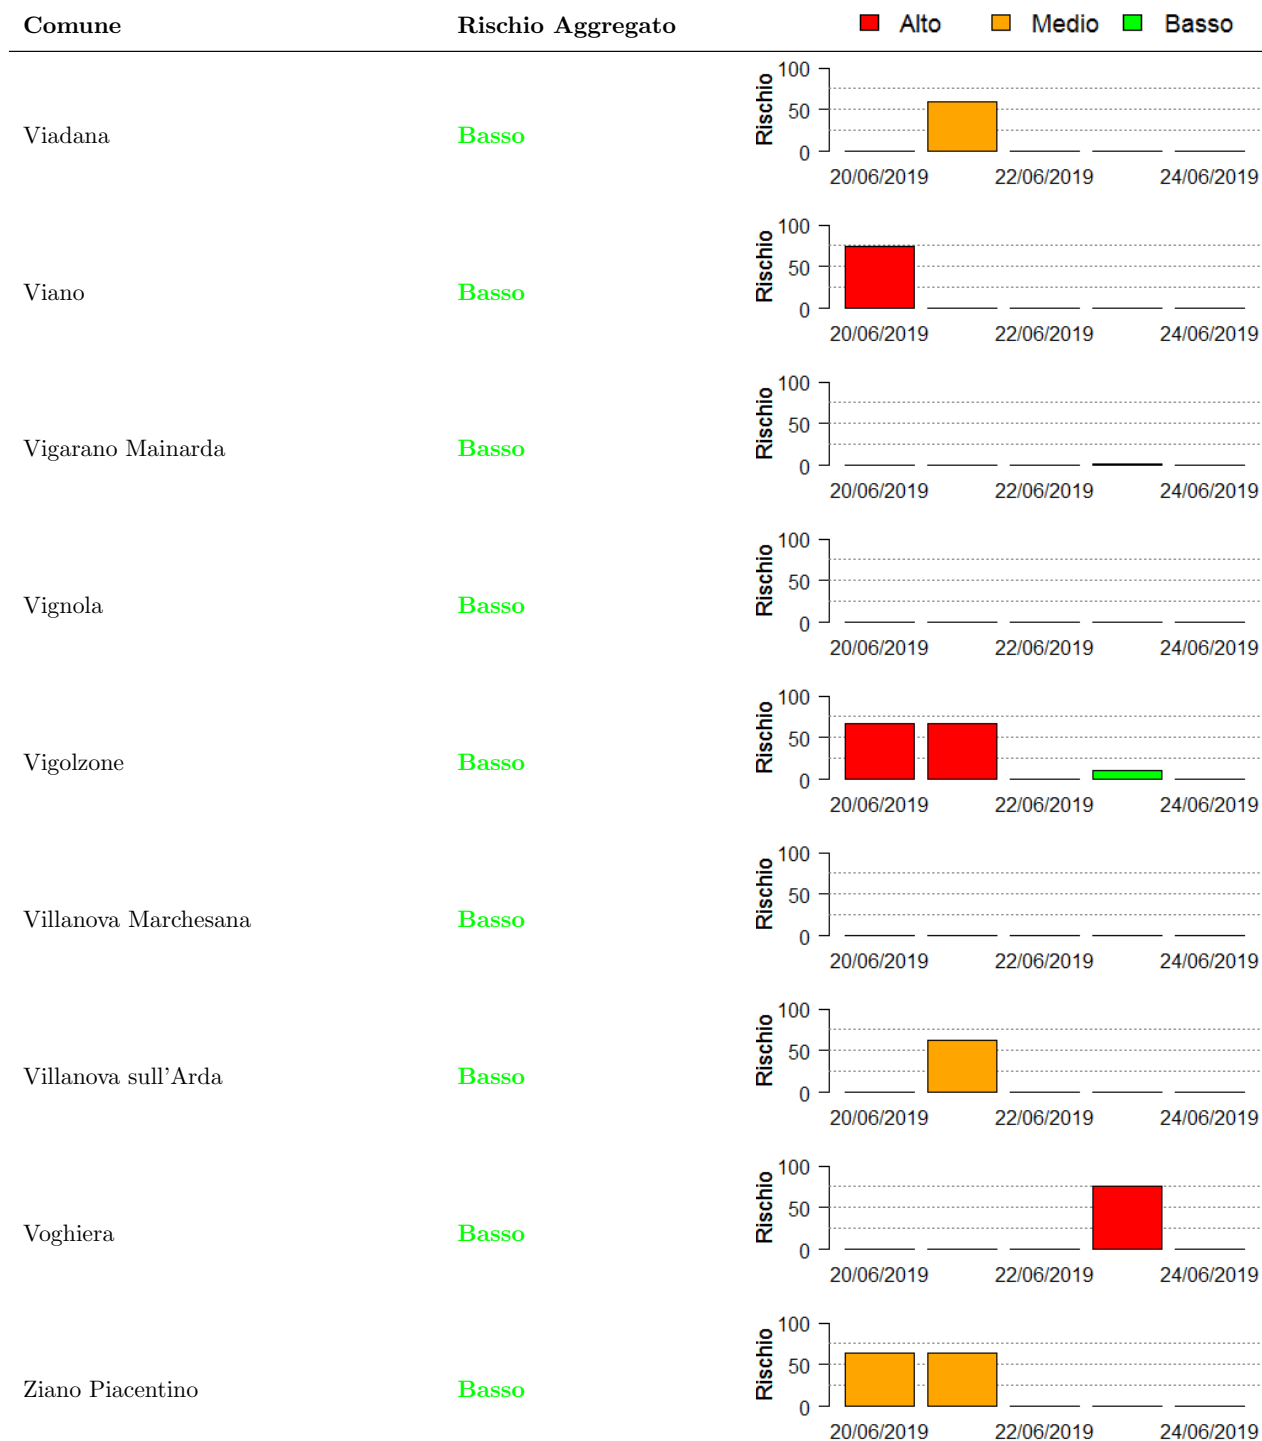 Comune Rischio Aggregato Alto Medio Basso
100
Rischio
50
Viadana Basso
0
20/06/2019 22/06/2019 24/06/2019
100
Rischio
50
Viano Basso
0
20/06/2019 22/06/2019 24/06/2019
100
Rischio
50
Vigarano Mainarda Basso
0
20/06/2019 22/06/2019 24/06/2019
100
Rischio
50
Vignola Basso
0
20/06/2019 22/06/2019 24/06/2019
100
Rischio
50
Vigolzone Basso
0
20/06/2019 22/06/2019 24/06/2019
100
Rischio
50
Villanova Marchesana Basso
0
20/06/2019 22/06/2019 24/06/2019
100
Rischio
50
Villanova sull'Arda Basso
0
20/06/2019 22/06/2019 24/06/2019
100
Rischio
50
Voghiera Basso
0
20/06/2019 22/06/2019 24/06/2019
100
Rischio
50
Ziano Piacentino Basso
0
20/06/2019 22/06/2019 24/06/2019